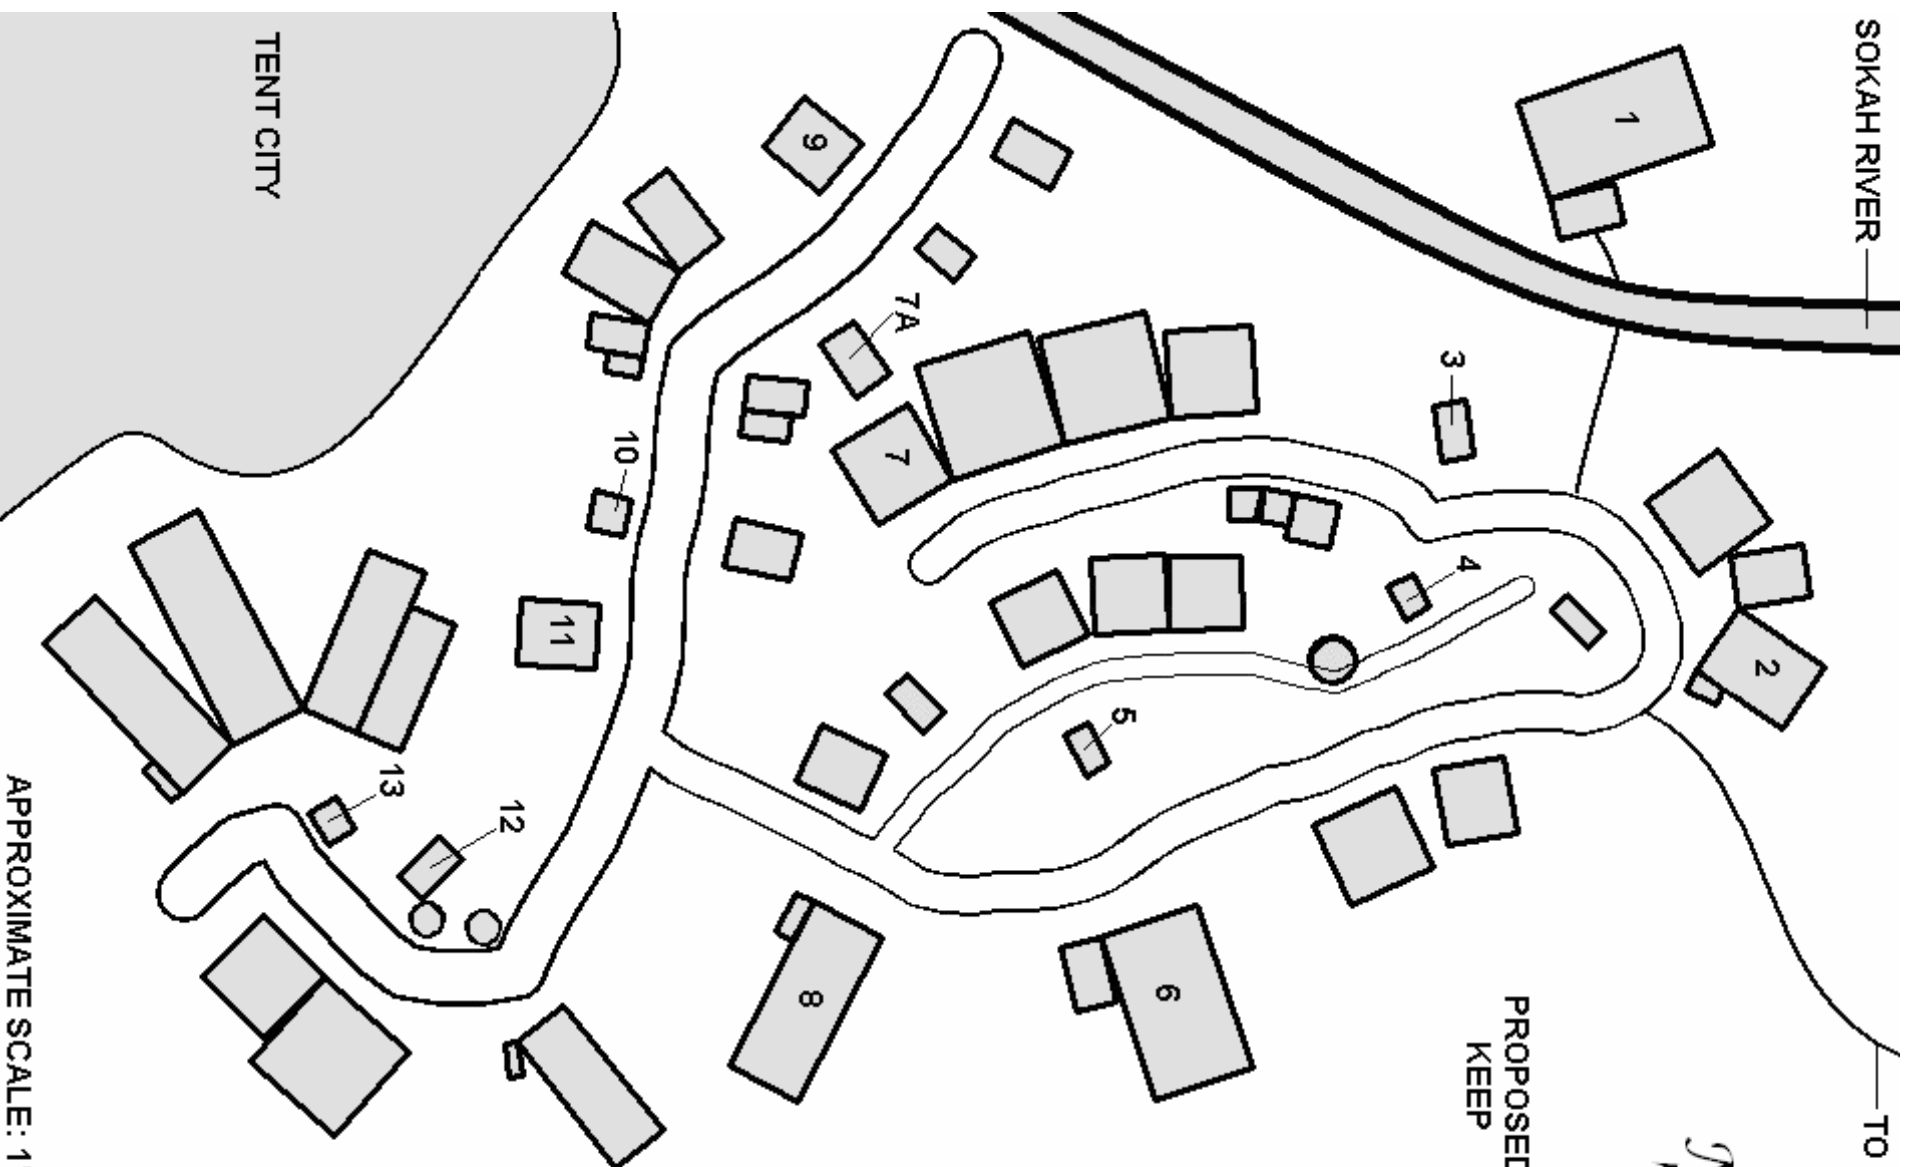 SOKAH RIVER
TENT CITY
1
9
7A
3
10
7
4
11
2
5
13
12
6
8
PROPOSED
KEEP
TO
APPROXIMATE SCALE: 1